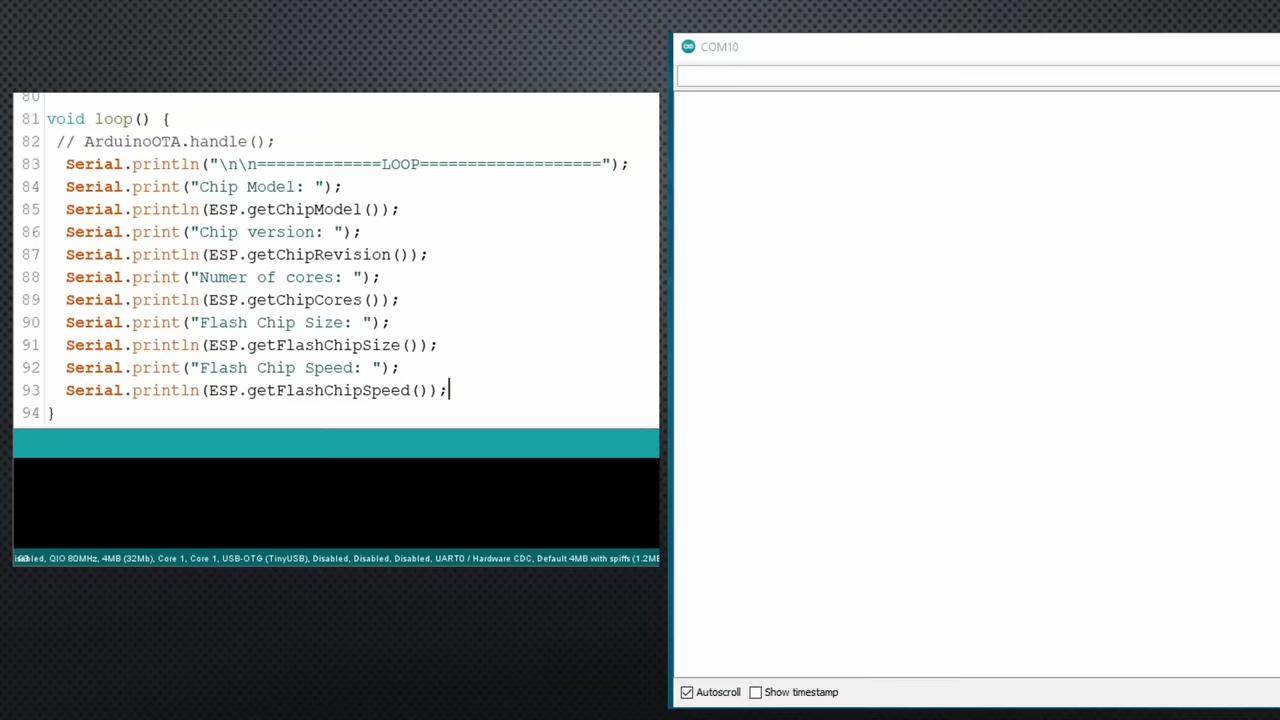 80
81 void loop() {
82 // ArduinoOTA.handle();
83 Serial.println("\n\n=============LOOP===================");
84 Serial.print("Chip Model: ");
85 Serial.println(ESP.getChipModel());
86 Serial.print("Chip version: ");
87 Serial.println(ESP.getChipRevision());
88 Serial.print("Numer of cores: ");
89 Serial.println(ESP.getChipCores());
90 Serial.print("Flash Chip Size: ");
91 Serial.println(ESP.getFlashChipSize());
92 Serial.print("Flash Chip Speed: ");
93 Serial.println(ESP.getFlashChipSpeed());
94 }
QIO 80MHz, 4MB (32Mb), Core 1, Core 1, USB-OTG (TinyUSB), Disabled, Disabled, Disabled, UART0 / Hardware CDC, Default 4MB with spiffs (1.2MB
COM10
Autoscroll Show timestamp